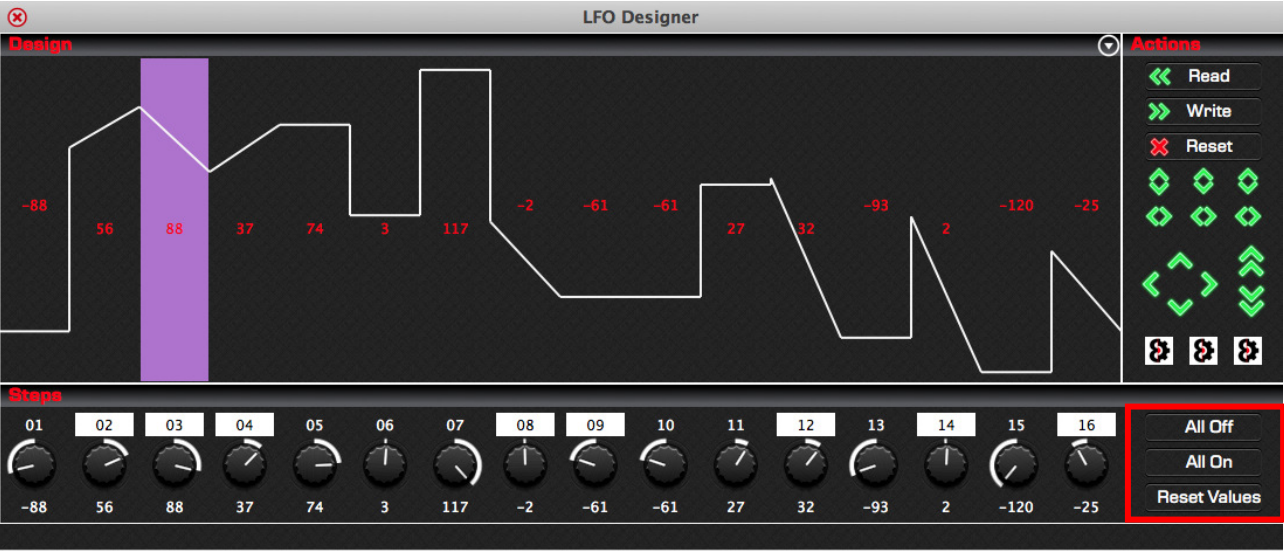 LFO Designer
Design
Actions
Read
Write
Reset
-88 -2 -61 -61 -93 -120 -25
56 88 37 74 3 117 27 32 2
Steps
01 02 03 04 05 06 07 08 09 10 11 12 13 14 15 16
-88 56 88 37 74 3 117 -2 -61 -61 27 32 -93 2 -120 -25
All Off
All On
Reset Values